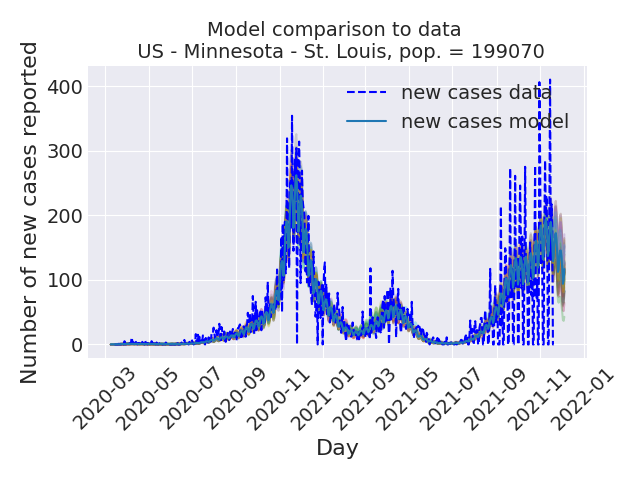 Model comparison to data
US - Minnesota - St. Louis, pop. = 199070
Number of new cases reported
400
300
200
100
0
new cases data
new cases model
2020-03
2020-05
2020-07
2020-09
2020-11
2021-01
2021-03
2021-05
2021-07
2021-09
2021-11
2022-01
Day